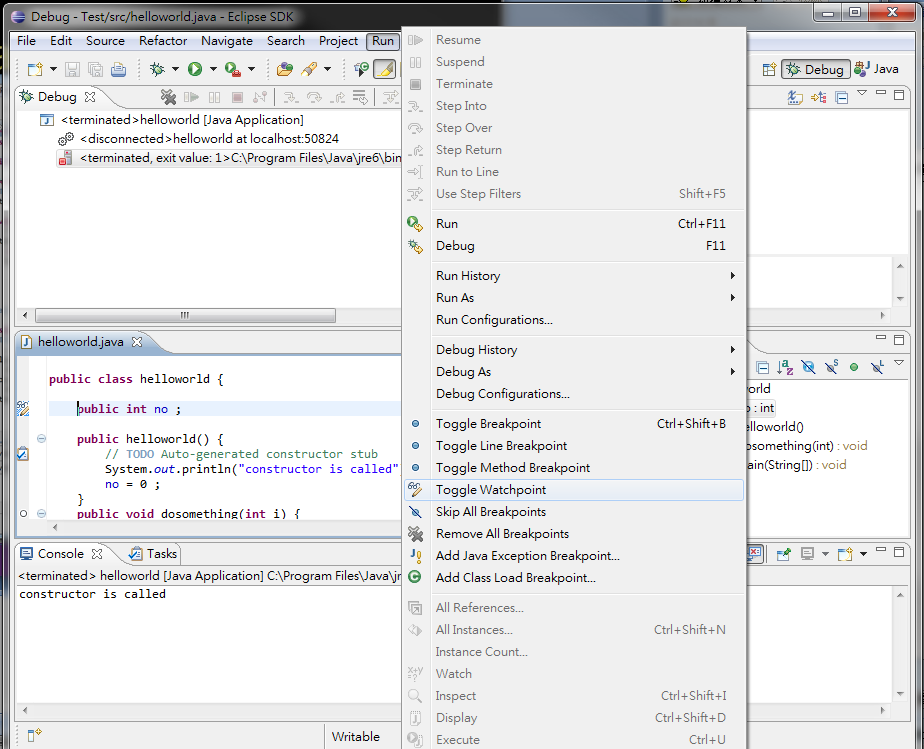 Debug - Test/src/helloworld.java - Eclipse SDK
File Edit Source Refactor Navigate Search Project Run
Debug Java
Debug
<terminated>helloworld [Java Application]
<disconnected>helloworld at localhost:50824
<terminated, exit value: 1>C:\Program Files\Java\jre6\bin
Resume
Suspend
Terminate
Step Into
Step Over
Step Return
Run to Line
Use Step Filters Shift+F5
Run Ctrl+F11
Debug F11
Run History
Run As
Run Configurations...
Debug History
Debug As
Debug Configurations...
Toggle Breakpoint Ctrl+Shift+B
Toggle Line Breakpoint
Toggle Method Breakpoint
Toggle Watchpoint
Skip All Breakpoints
Remove All Breakpoints
Add Java Exception Breakpoint...
Add Class Load Breakpoint...
All References...
All Instances... Ctrl+Shift+N
Instance Count...
Watch
Inspect Ctrl+Shift+I
Display Ctrl+Shift+D
Execute Ctrl+U
helloworld.java
public class helloworld {
public int no ;
public helloworld() {
// TODO Auto-generated constructor stub
System.out.println("constructor is called"
no = 0 ;
}
public void dosomething(int i) {
: int
(int) : void
(String[]) : void
Console Tasks
<terminated> helloworld [Java Application] C:\Program Files\Java\jr
constructor is called
Writable